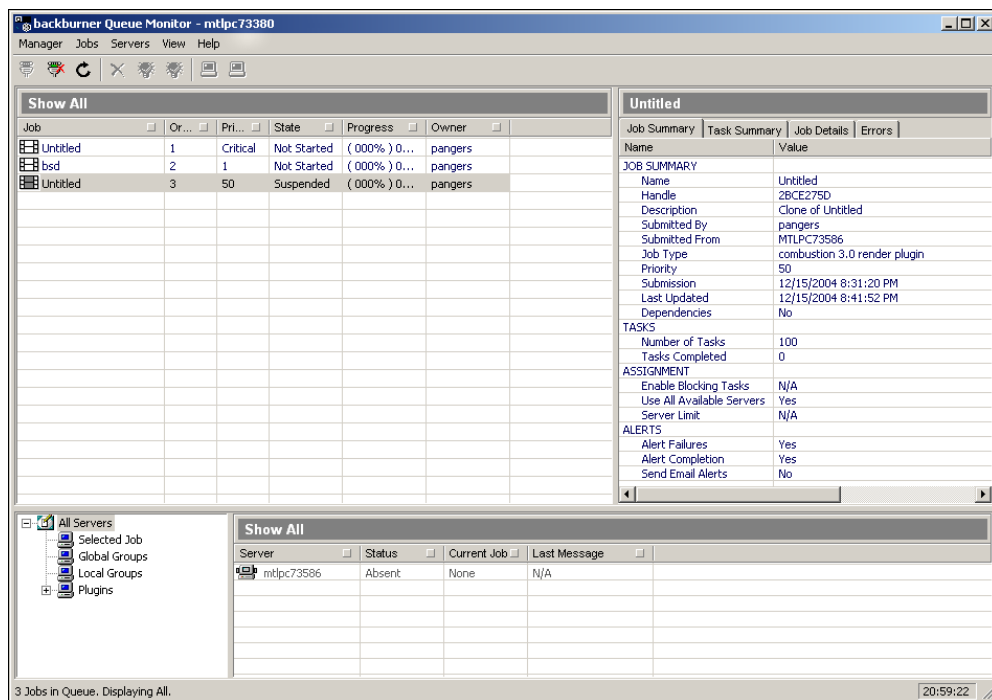 backburner Queue Monitor - mtlpc73380
Manager Jobs Servers View Help
Show All
Job Or... Pri... State Progress Owner
Untitled 1 Critical Not Started ( 000% ) 0... pangers
bsd 2 1 Not Started ( 000% ) 0... pangers
Untitled 3 50 Suspended ( 000% ) 0... pangers
Untitled
Job Summary Task Summary Job Details Errors
Name Value
JOB SUMMARY
Name Untitled
Handle 2BCE275D
Description Clone of Untitled
Submitted By pangers
Submitted From MTLPC73586
Job Type combustion 3.0 render plugin
Priority 50
Submission 12/15/2004 8:31:20 PM
Last Updated 12/15/2004 8:41:52 PM
Dependencies No
TASKS
Number of Tasks 100
Tasks Completed 0
ASSIGNMENT
Enable Blocking Tasks N/A
Use All Available Servers Yes
Server Limit N/A
ALERTS
Alert Failures Yes
Alert Completion Yes
Send Email Alerts No
All Servers
Selected Job
Global Groups
Local Groups
Plugins
Show All
Server Status Current Job Last Message
mtlpc73586 Absent None N/A
3 Jobs in Queue. Displaying All.
20:59:22